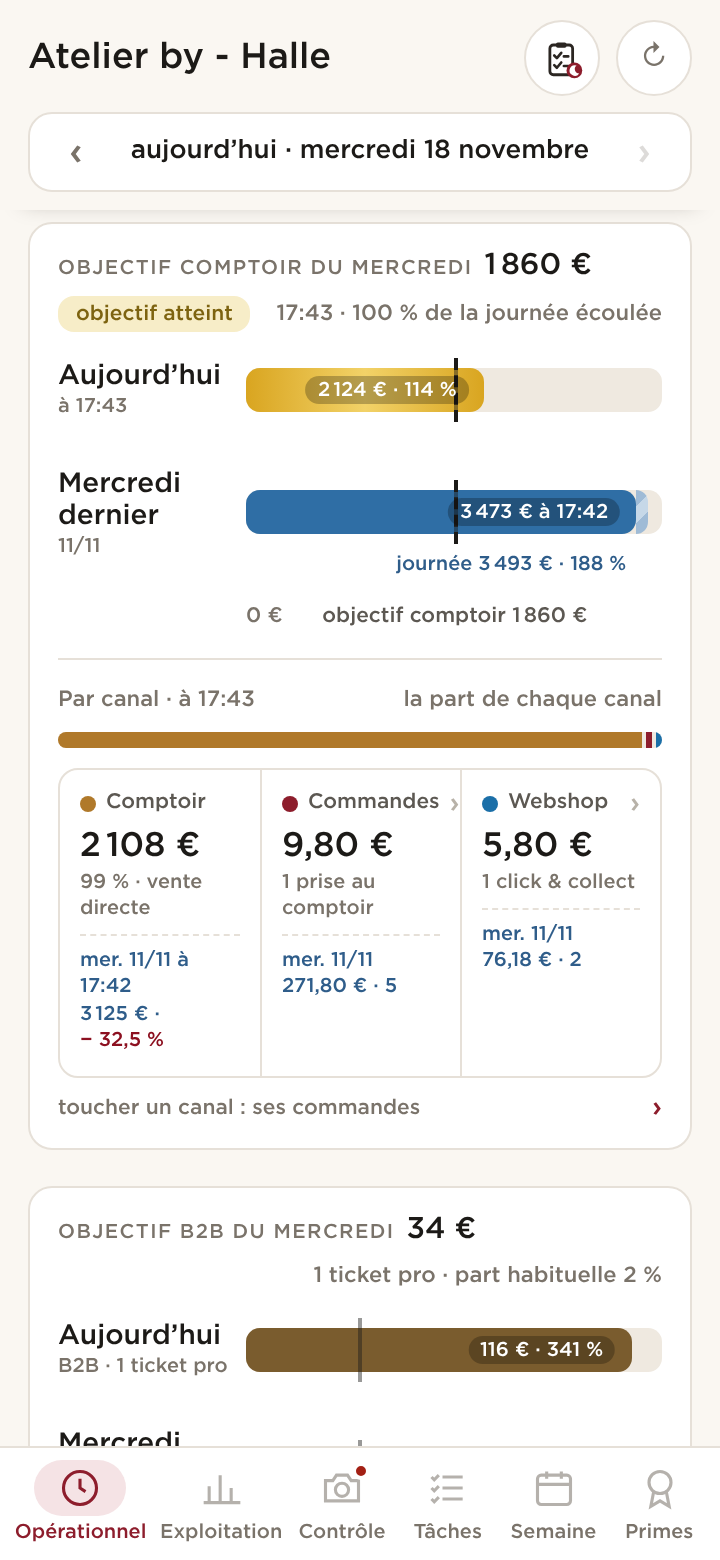 Atelier by - Halle
‹ aujourd’hui · mercredi 18 novembre ›
OBJECTIF COMPTOIR DU MERCREDI 1 860 €
objectif atteint 17:43 · 100 % de la journée écoulée
Aujourd’hui
à 17:43
2 124 € · 114 %
Mercredi
dernier
11/11
3 473 € à 17:42
journée 3 493 € · 188 %
0 € objectif comptoir 1 860 €
Par canal · à 17:43 la part de chaque canal
Comptoir
2 108 €
99 % · vente
directe
mer. 11/11 à
17:42
3 125 € ·
− 32,5 %
Commandes ›
9,80 €
1 prise au
comptoir
mer. 11/11
271,80 € · 5
Webshop ›
5,80 €
1 click & collect
mer. 11/11
76,18 € · 2
toucher un canal : ses commandes ›
OBJECTIF B2B DU MERCREDI 34 €
1 ticket pro · part habituelle 2 %
Aujourd’hui
B2B · 1 ticket pro
116 € · 341 %
Mercredi
Opérationnel Exploitation Contrôle Tâches Semaine Primes